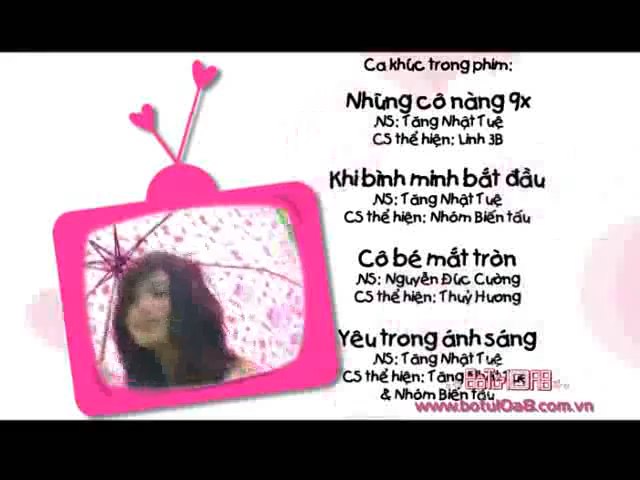 Ca khúc trong phim:
Những cô nàng 9x
NS: Tăng Nhật Tuệ
CS thể hiện: Linh 3B
Khi bình minh bắt đầu
NS: Tăng Nhật Tuệ
CS thể hiện: Nhóm Biến tấu
Cô bé mắt tròn
NS: Nguyễn Đức Cường
CS thể hiện: Thuỳ Hương
Yêu trong ánh sáng
NS: Tăng Nhật Tuệ
CS thể hiện: Tăng
& Nhóm Biến tấu
www.botu10a8.com.vn